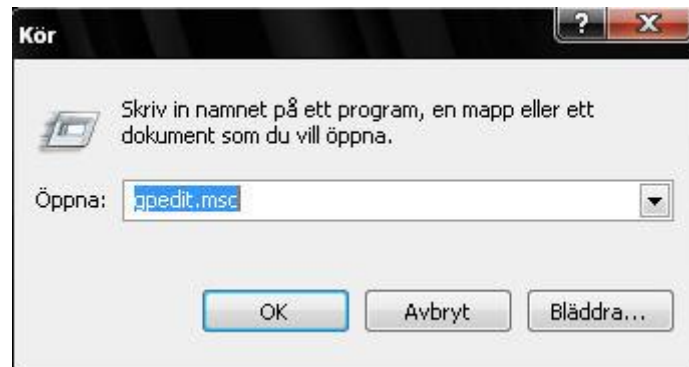 Kör
Skriv in namnet på ett program, en mapp eller ett
dokument som du vill öppna.
Öppna: gpedit.msc
OK Avbryt Bläddra...